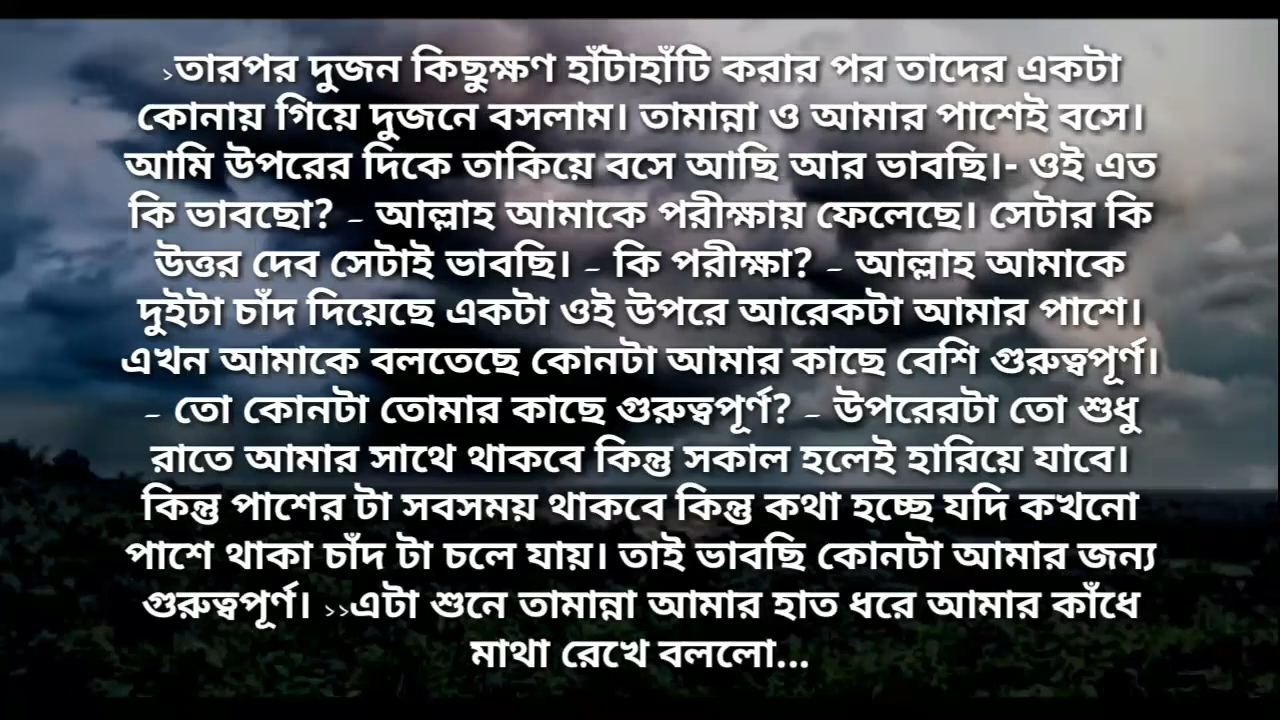 >তারপর দুজন কিছুক্ষণ হাঁটাহাঁটি করার পর তাদের একটা
কোনায় গিয়ে দুজনে বসলাম। তামান্না ও আমার পাশেই বসে।
আমি উপরের দিকে তাকিয়ে বসে আছি আর ভাবছি।- ওই এত
কি ভাবছো? - আল্লাহ আমাকে পরীক্ষায় ফেলেছে। সেটার কি
উত্তর দেব সেটাই ভাবছি। - কি পরীক্ষা? - আল্লাহ আমাকে
দুইটা চাঁদ দিয়েছে একটা ওই উপরে আরেকটা আমার পাশে।
এখন আমাকে বলতেছে কোনটা আমার কাছে বেশি গুরুত্বপূর্ণ।
- তো কোনটা তোমার কাছে গুরুত্বপূর্ণ? - উপরেরটা তো শুধু
রাতে আমার সাথে থাকবে কিন্তু সকাল হলেই হারিয়ে যাবে।
কিন্তু পাশের টা সবসময় থাকবে কিন্তু কথা হচ্ছে যদি কখনো
পাশে থাকা চাঁদ টা চলে যায়। তাই ভাবছি কোনটা আমার জন্য
গুরুত্বপূর্ণ। >>এটা শুনে তামান্না আমার হাত ধরে আমার কাঁধে
মাথা রেখে বললো...